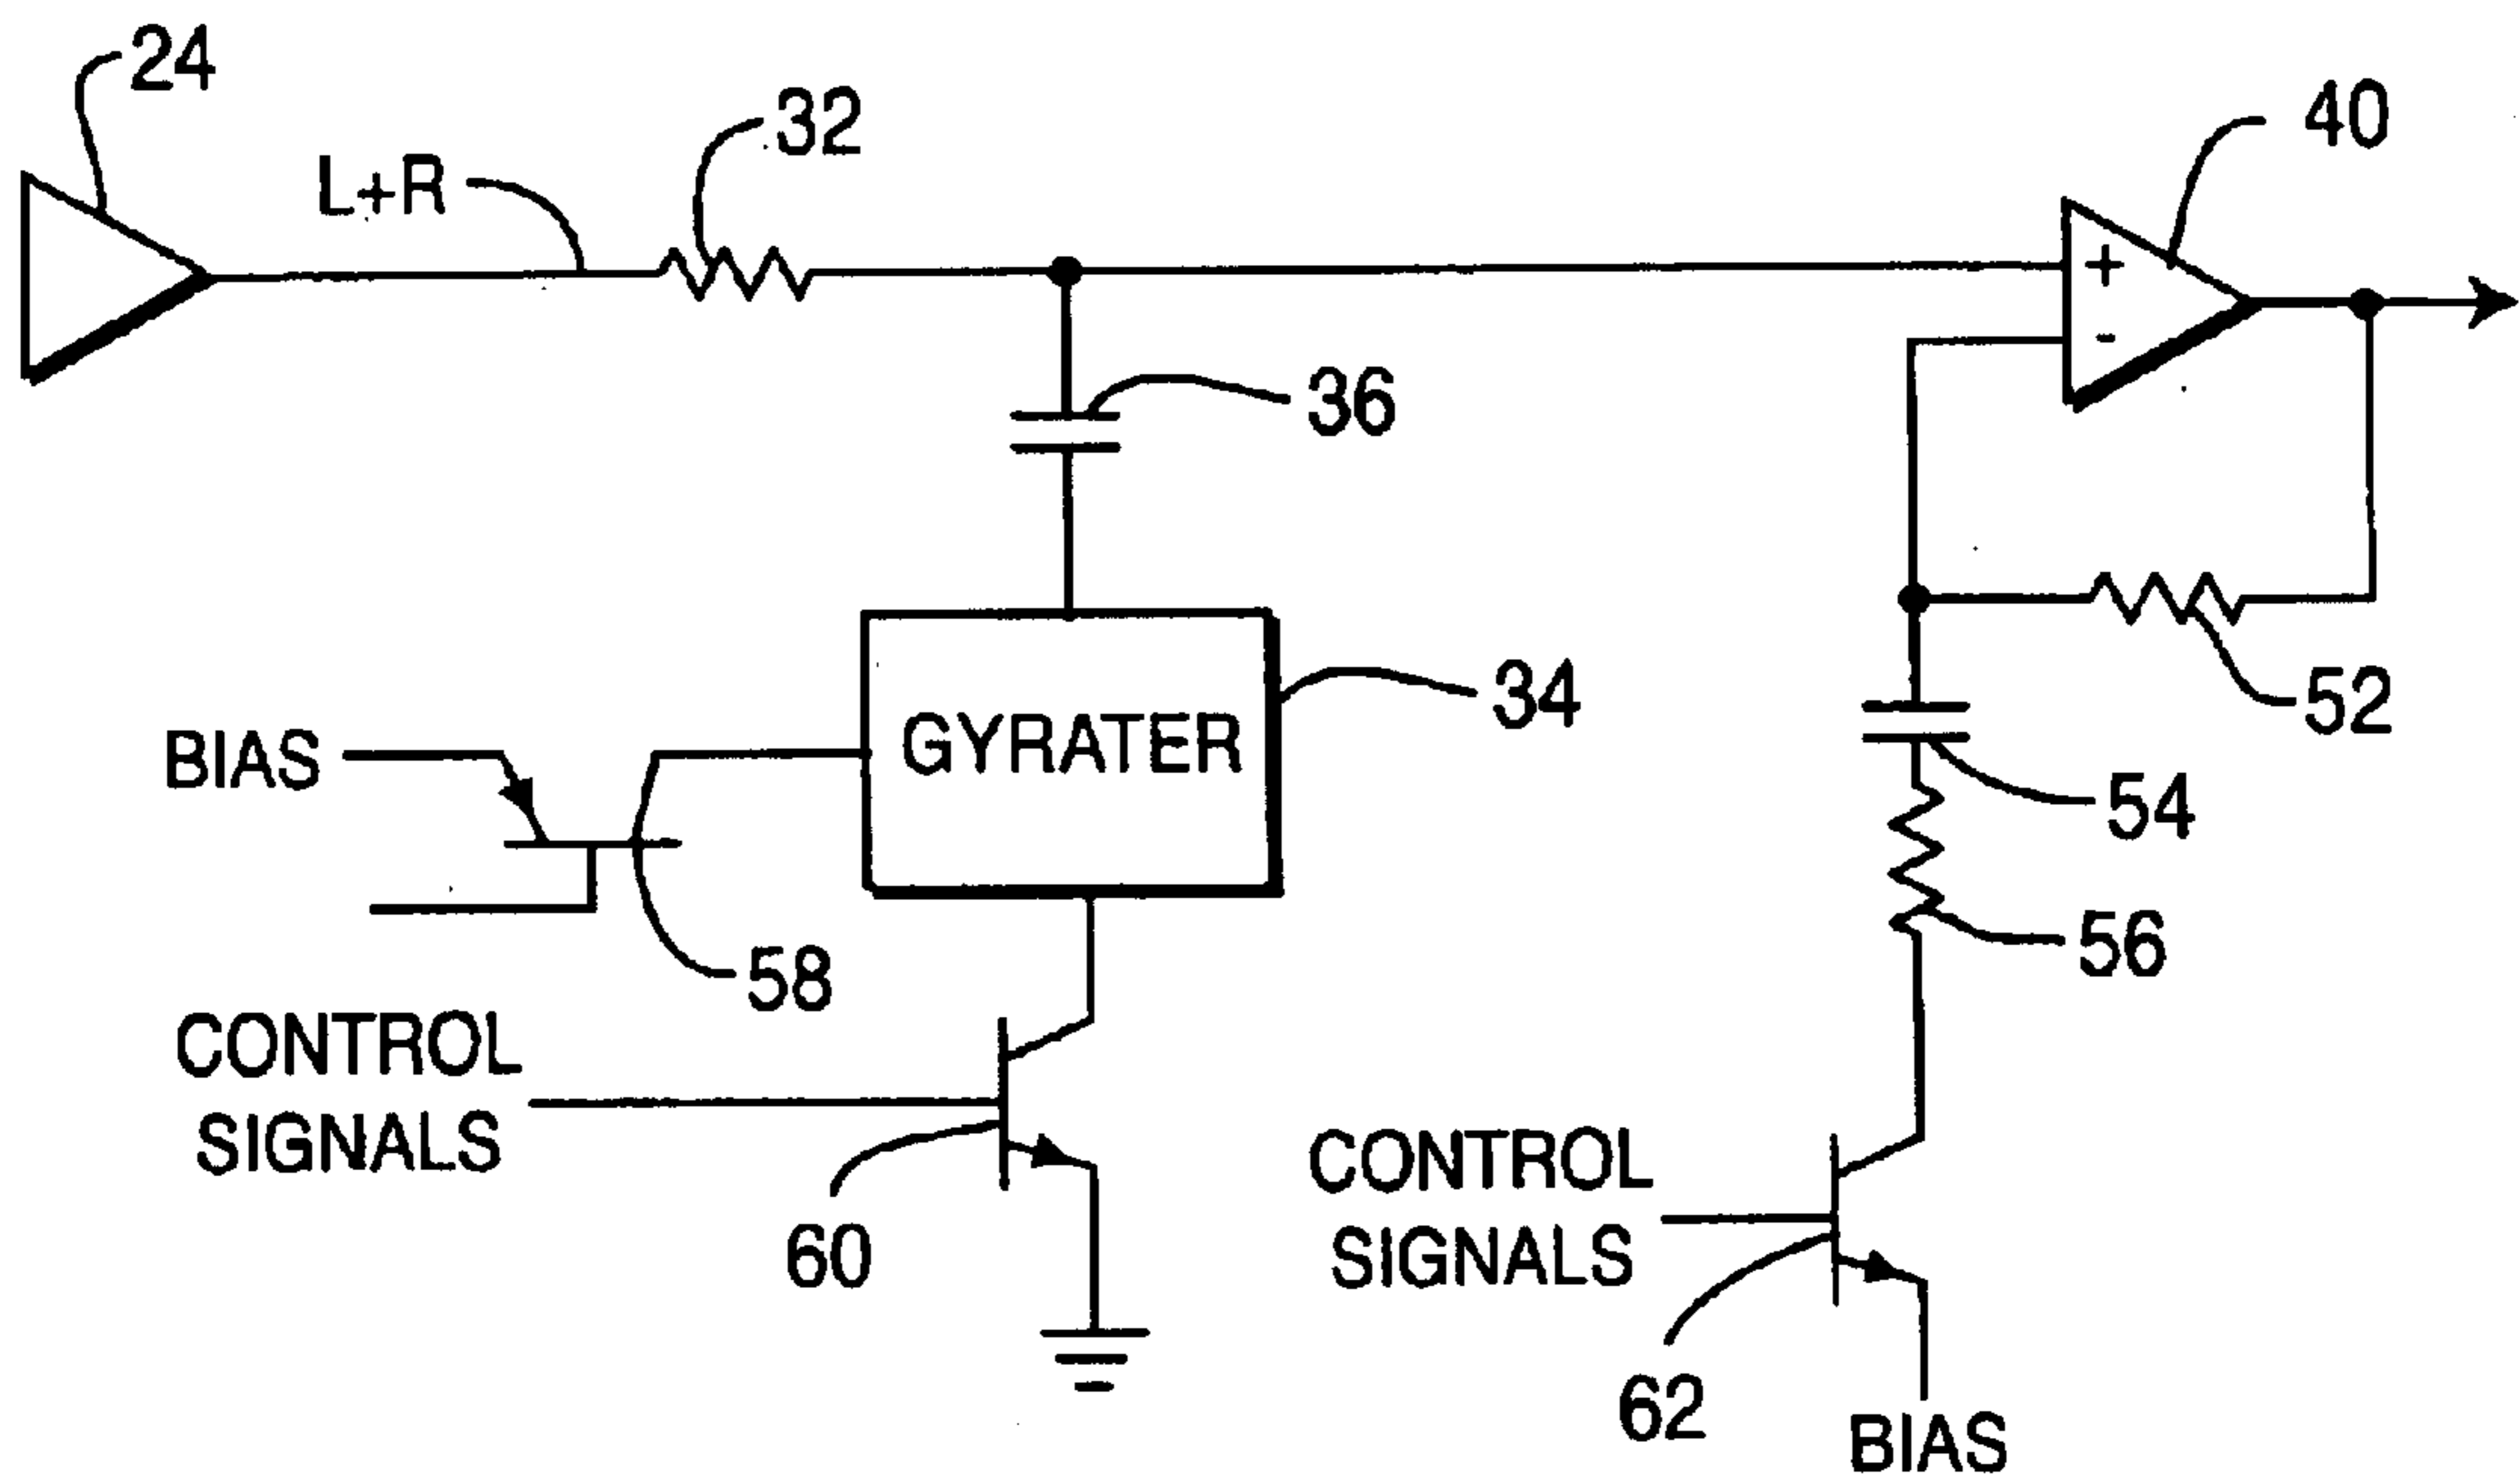 24
32
40
L+R
+
-
36
34
GYRATER
52
BIAS
54
56
58
CONTROL
SIGNALS
60
CONTROL
SIGNALS
62
BIAS